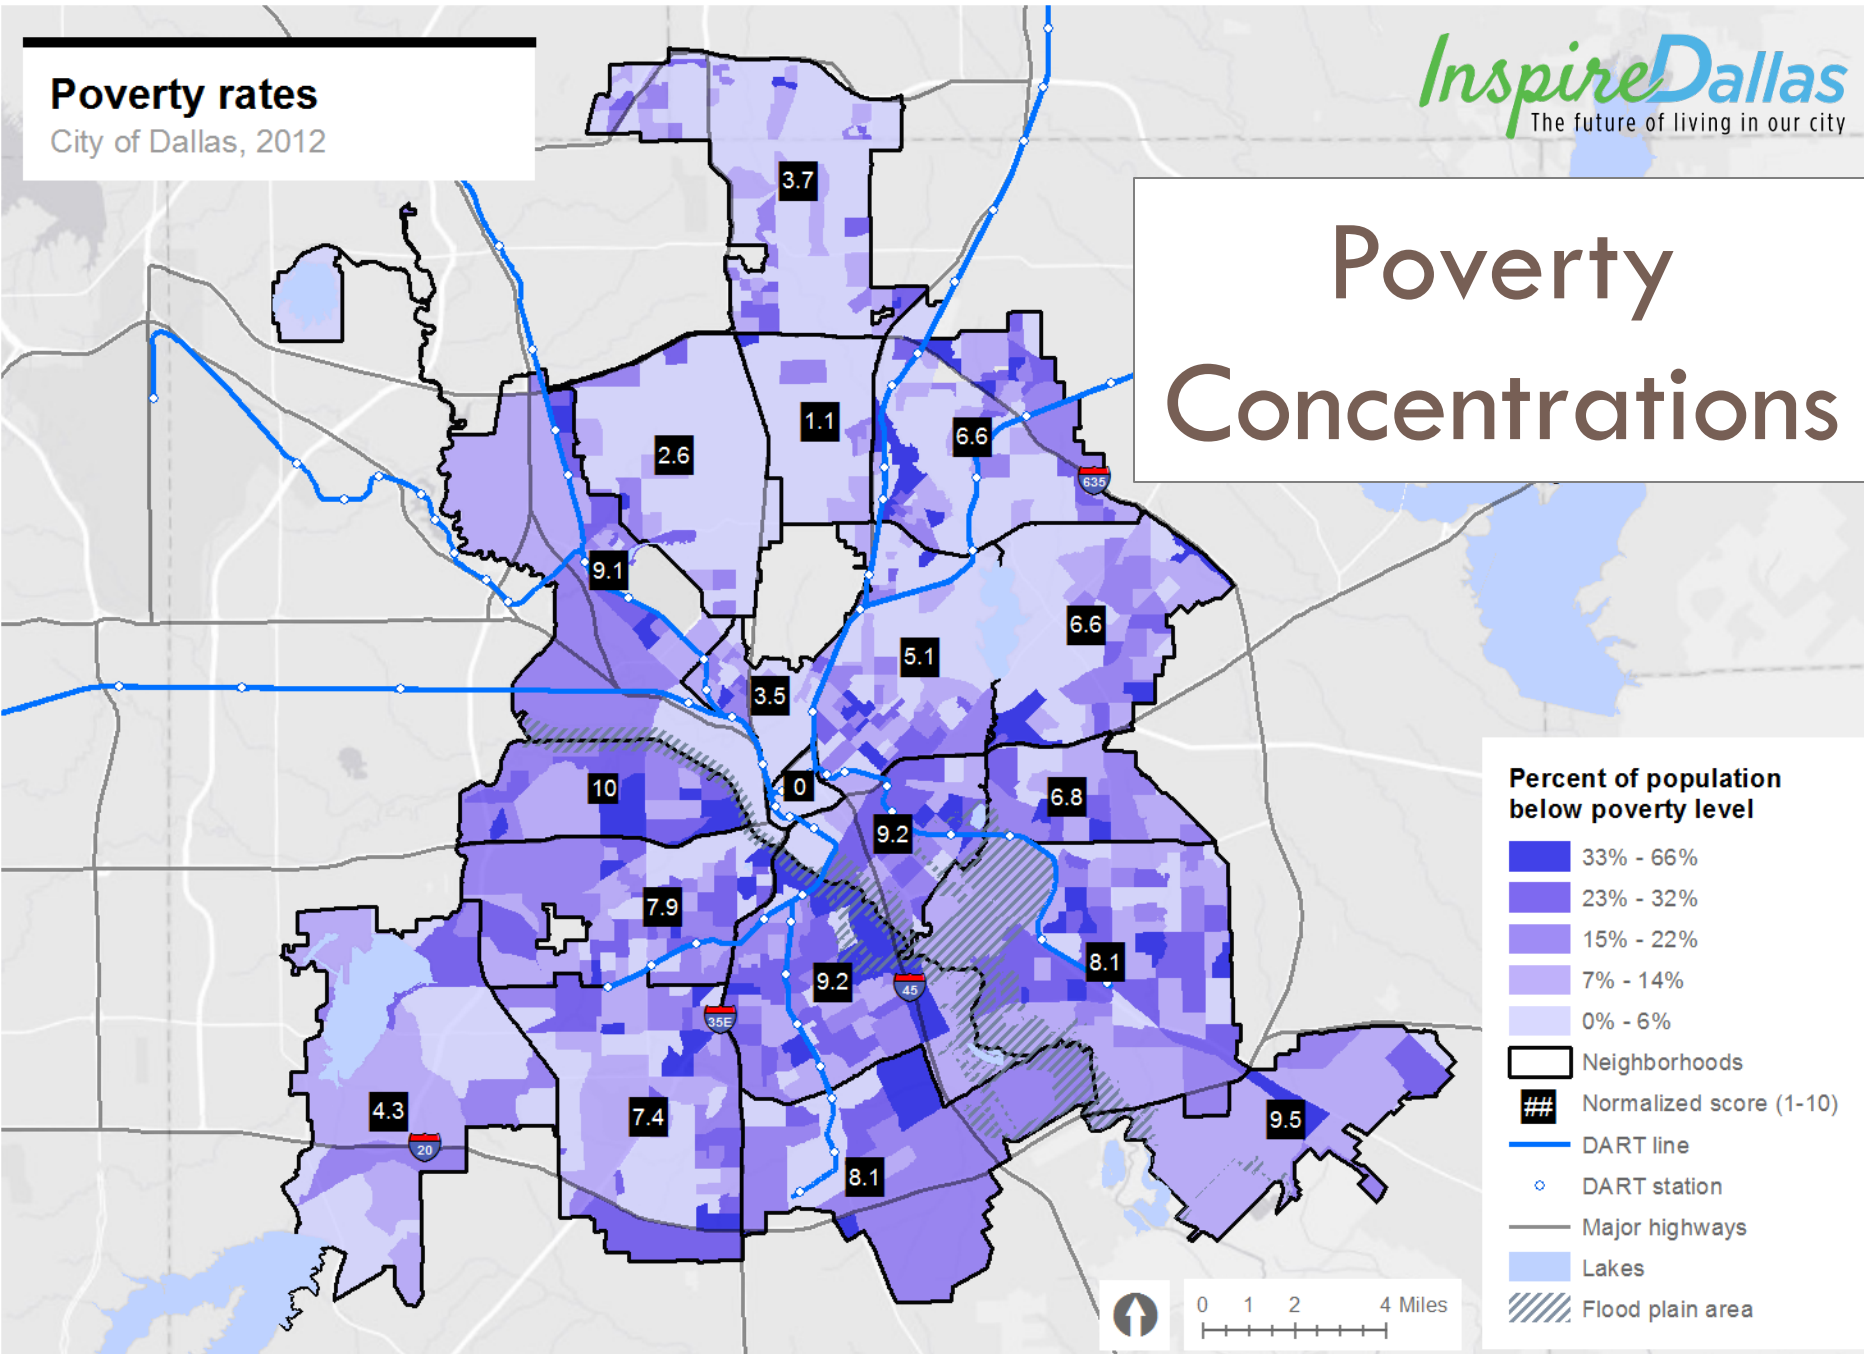 Poverty rates
City of Dallas, 2012
InspireDallas
The future of living in our city
Poverty
Concentrations
3.7
1.1
2.6
6.6
635
9.1
6.6
5.1
3.5
10
0
6.8
9.2
7.9
8.1
9.2
45
35E
4.3
7.4
9.5
20
8.1
Percent of population
below poverty level
33% - 66%
23% - 32%
15% - 22%
7% - 14%
0% - 6%
Neighborhoods
## Normalized score (1-10)
DART line
DART station
Major highways
Lakes
Flood plain area
0 1 2 4 Miles